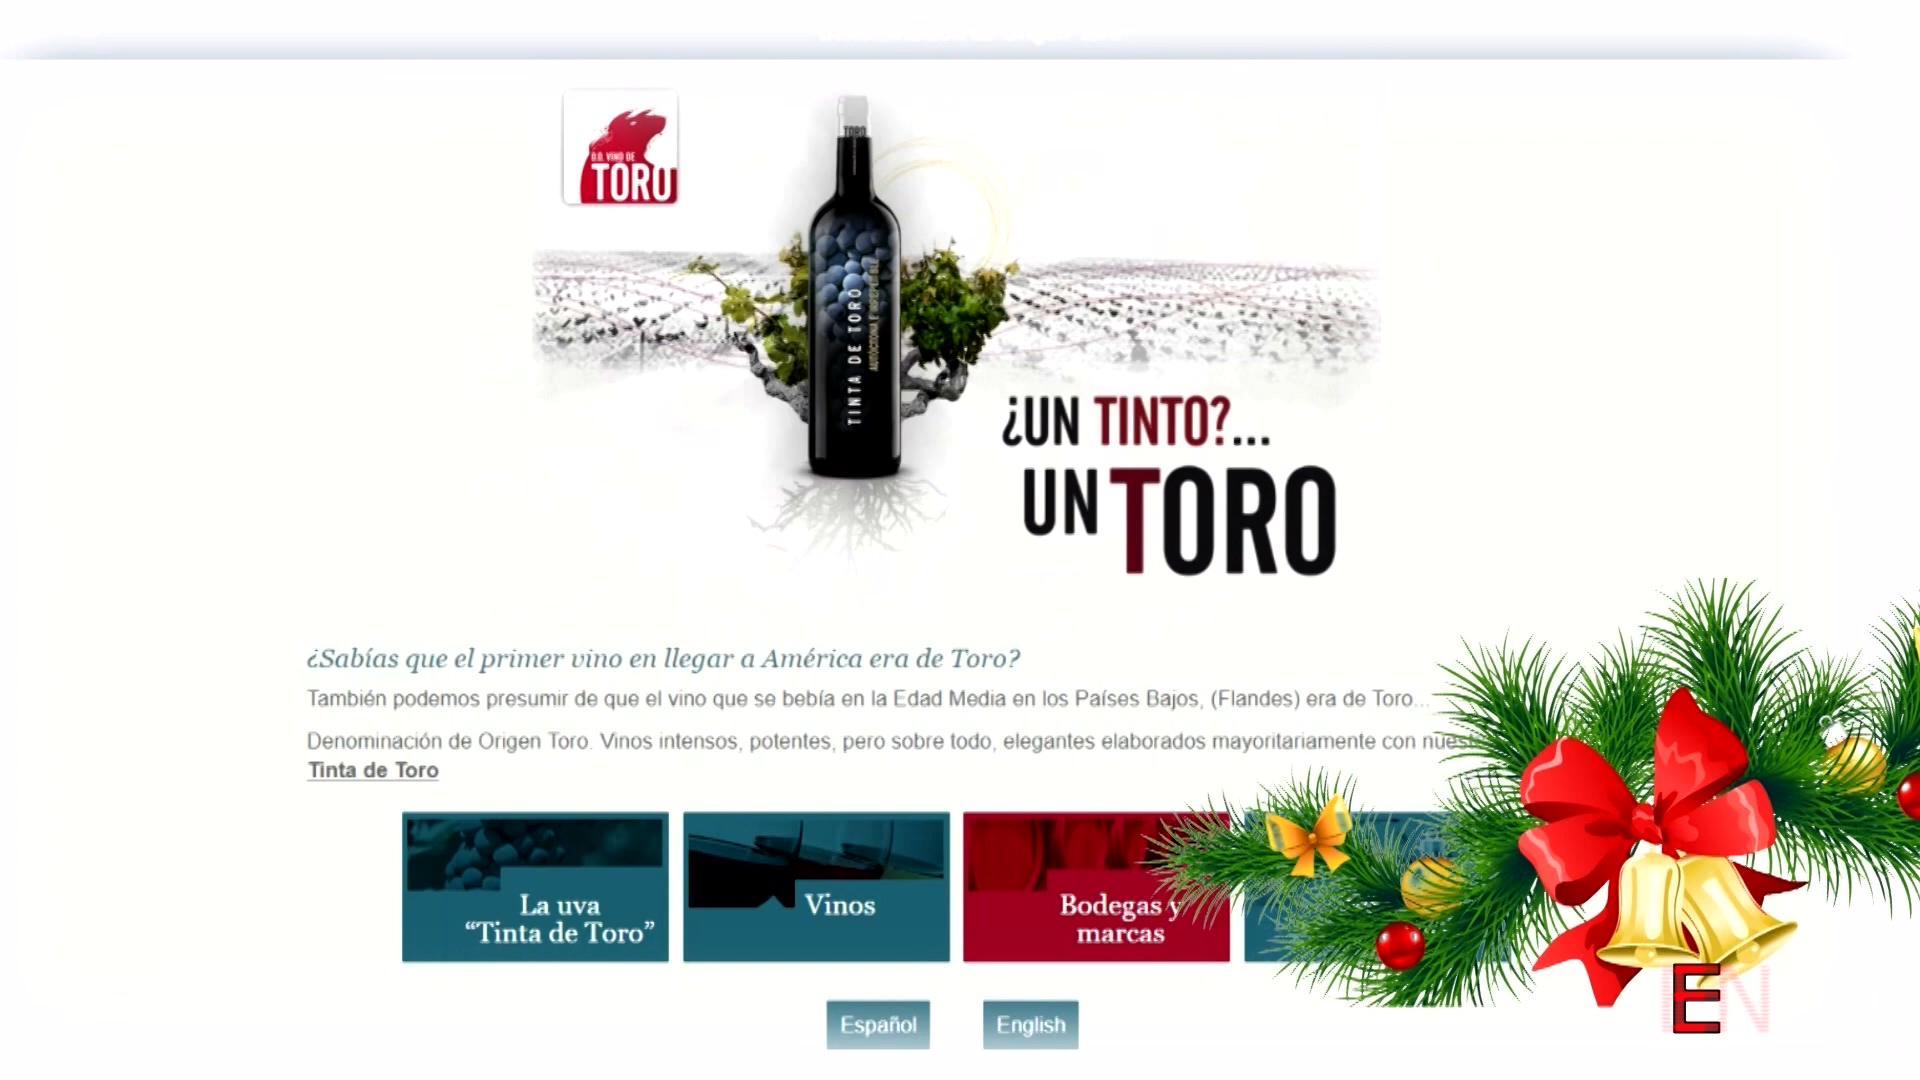 TORO
D.O. VINO DE
TORO
TINTA DE TORO
AUTÓCTONA E IRREPETIBLE
¿UN TINTO?...
UN TORO
¿Sabías que el primer vino en llegar a América era de Toro?
También podemos presumir de que el vino que se bebía en la Edad Media en los Países Bajos, (Flandes) era de Toro...
Denominación de Origen Toro. Vinos intensos, potentes, pero sobre todo, elegantes elaborados mayoritariamente con
Tinta de Toro
La uva
“Tinta de Toro”
Vinos
Bodegas y
marcas
Español
English
EN